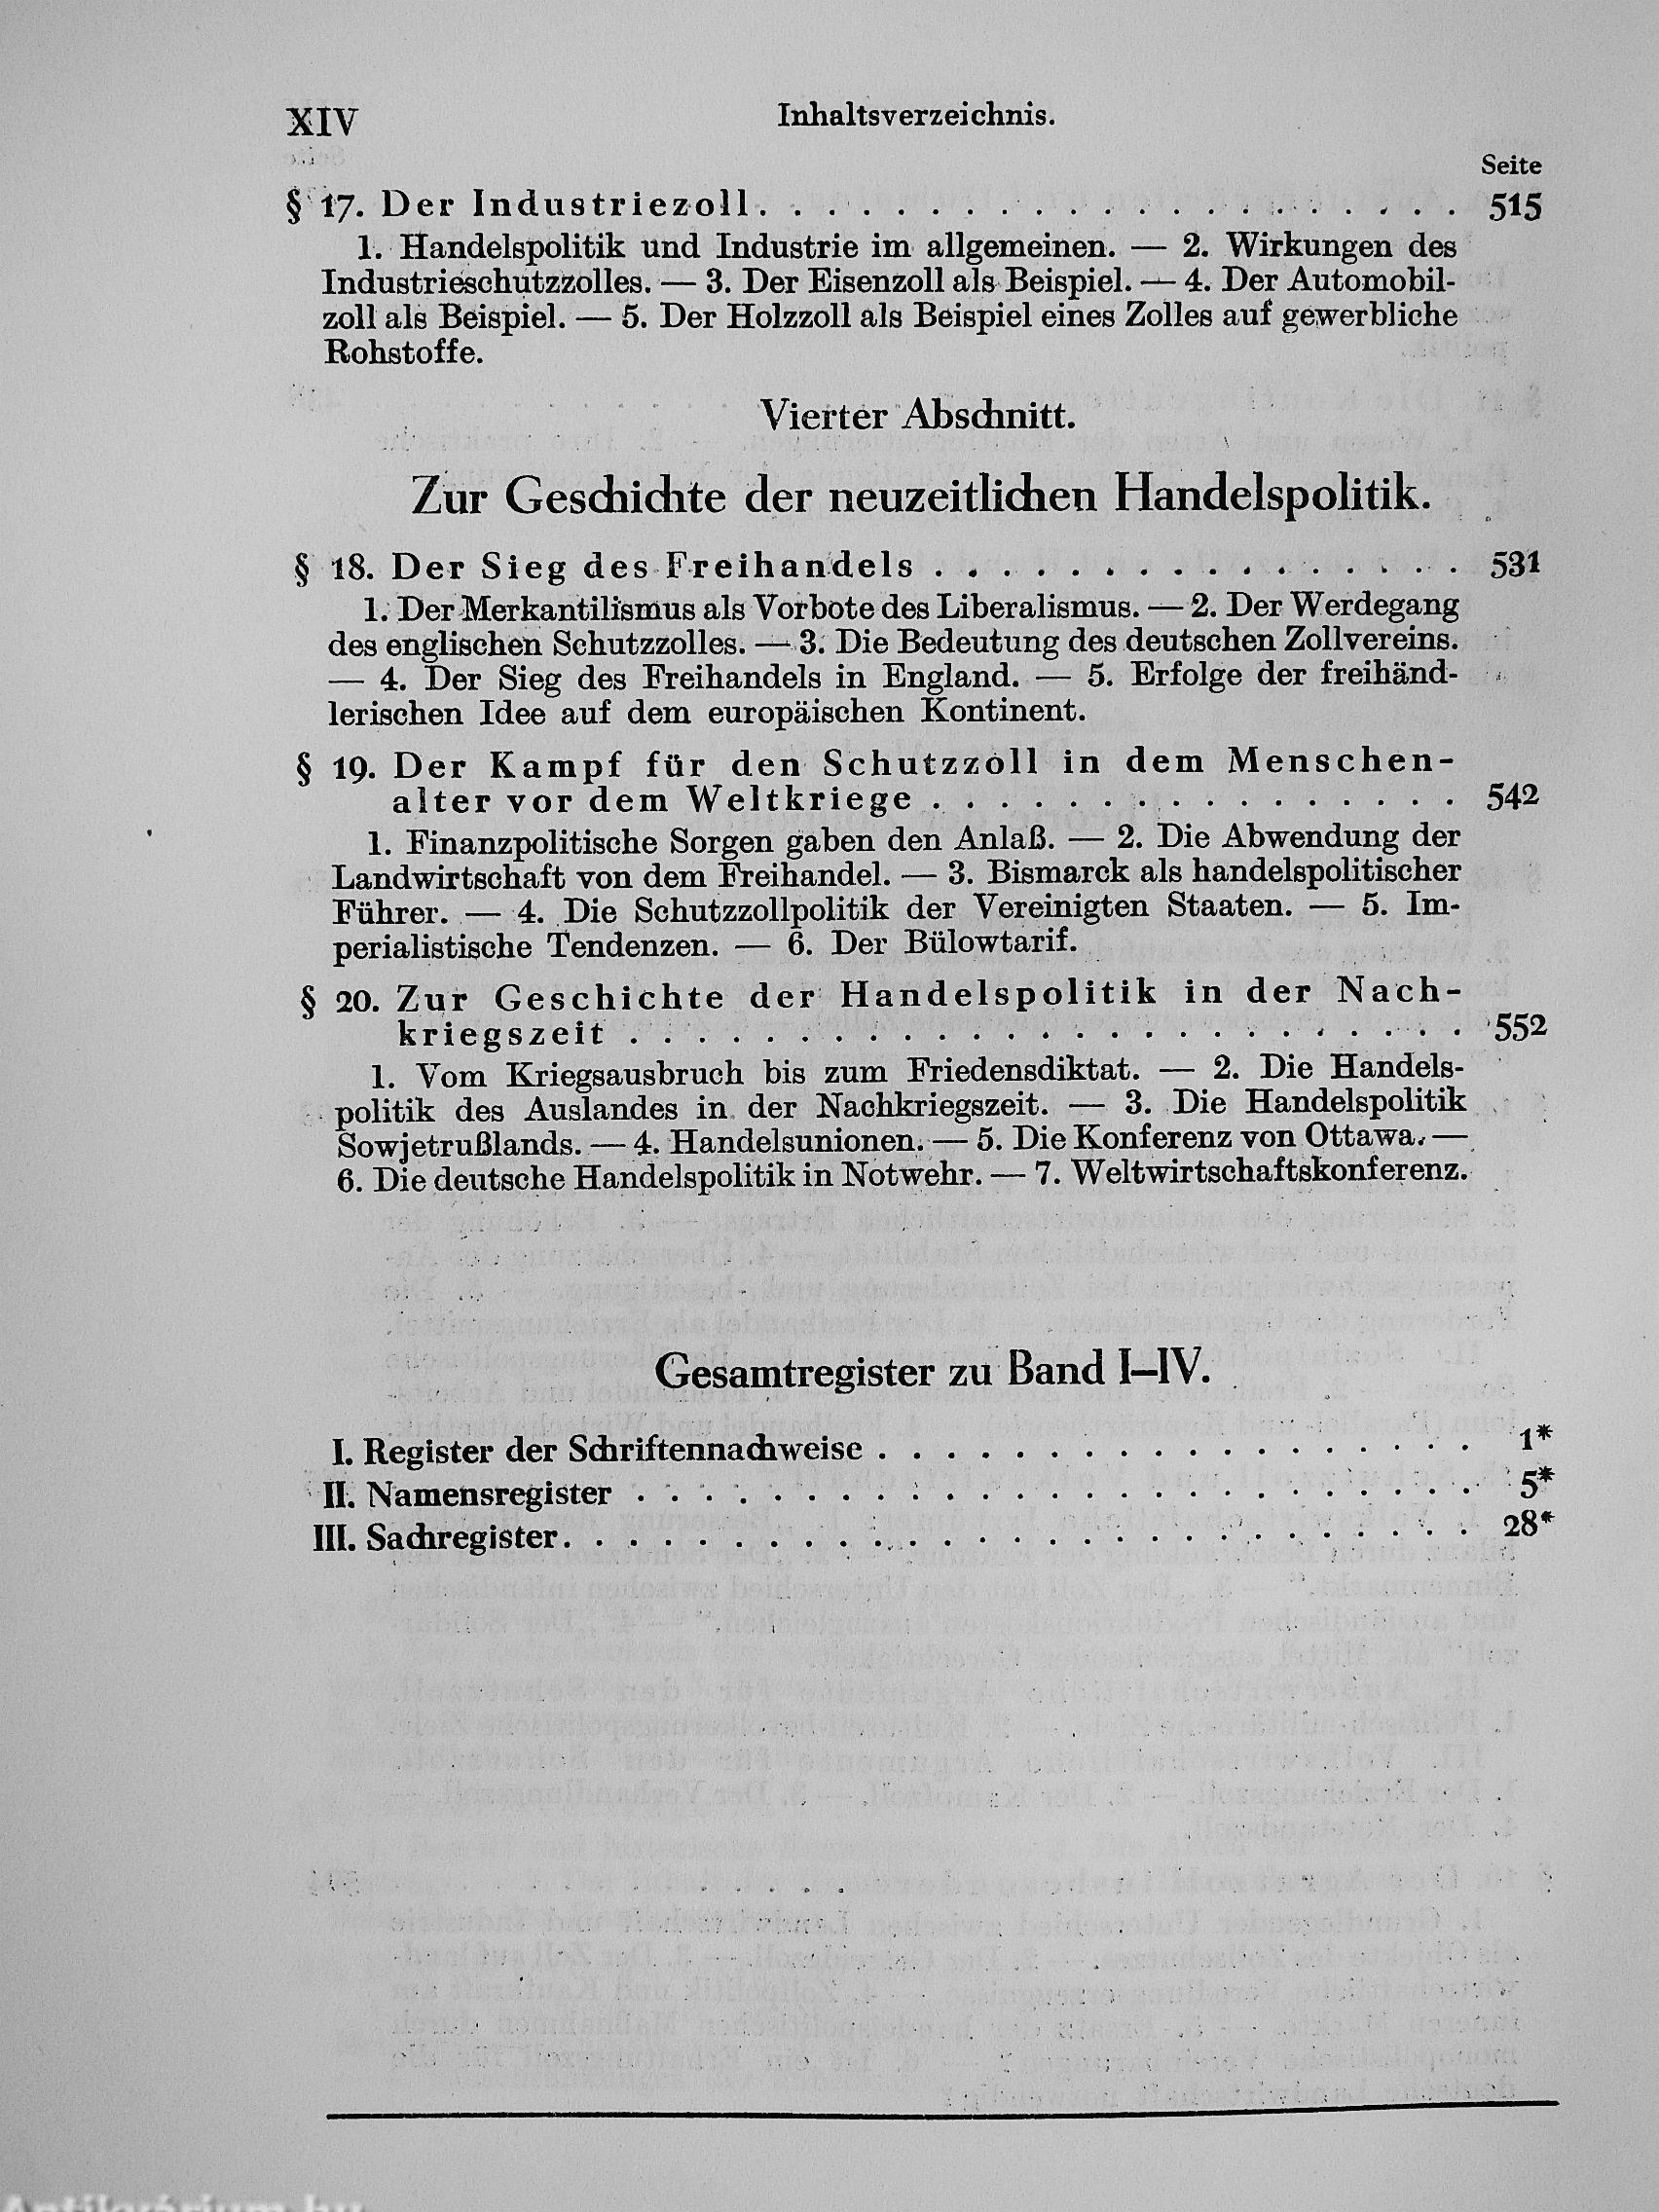 XIV
Inhaltsverzeichnis.
Seite
§ 17. Der Industriezoll. . . . . . . . . . . . . . . . . . . . . 515
1. Handelspolitik und Industrie im allgemeinen. — 2. Wirkungen des
Industrieschutzzolles. — 3. Der Eisenzoll als Beispiel. — 4. Der Automobil-
zoll als Beispiel. — 5. Der Holzzoll als Beispiel eines Zolles auf gewerbliche
Rohstoffe.
Vierter Abschnitt.
Zur Geschichte der neuzeitlichen Handelspolitik.
§ 18. Der Sieg des Freihandels . . . . . . . . . . . . . . . . 531
1. Der Merkantilismus als Vorbote des Liberalismus. — 2. Der Werdegang
des englischen Schutzzolles. — 3. Die Bedeutung des deutschen Zollvereins.
— 4. Der Sieg des Freihandels in England. — 5. Erfolge der freihänd-
lerischen Idee auf dem europäischen Kontinent.
§ 19. Der Kampf für den Schutzzoll in dem Menschen-
alter vor dem Weltkriege . . . . . . . . . . . . . . . . 542
1. Finanzpolitische Sorgen gaben den Anlaß. — 2. Die Abwendung der
Landwirtschaft von dem Freihandel. — 3. Bismarck als handelspolitischer
Führer. — 4. Die Schutzzollpolitik der Vereinigten Staaten. — 5. Im-
perialistische Tendenzen. — 6. Der Bülowtarif.
§ 20. Zur Geschichte der Handelspolitik in der Nach-
kriegszeit . . . . . . . . . . . . . . . . . . . . . . . . . 552
1. Vom Kriegsausbruch bis zum Friedensdiktat. — 2. Die Handels-
politik des Auslandes in der Nachkriegszeit. — 3. Die Handelspolitik
Sowjetrußlands. — 4. Handelsunionen. — 5. Die Konferenz von Ottawa. —
6. Die deutsche Handelspolitik in Notwehr. — 7. Weltwirtschaftskonferenz.
Gesamtregister zu Band I–IV.
I. Register der Schriftennachweise . . . . . . . . . . . . . . . . . . 1*
II. Namensregister . . . . . . . . . . . . . . . . . . . . . . . . . . 5*
III. Sachregister. . . . . . . . . . . . . . . . . . . . . . . . . . . . 28*
Antikvárium.hu